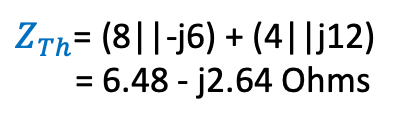 Z_Th= (8||-j6) + (4||j12)
= 6.48 - j2.64 Ohms